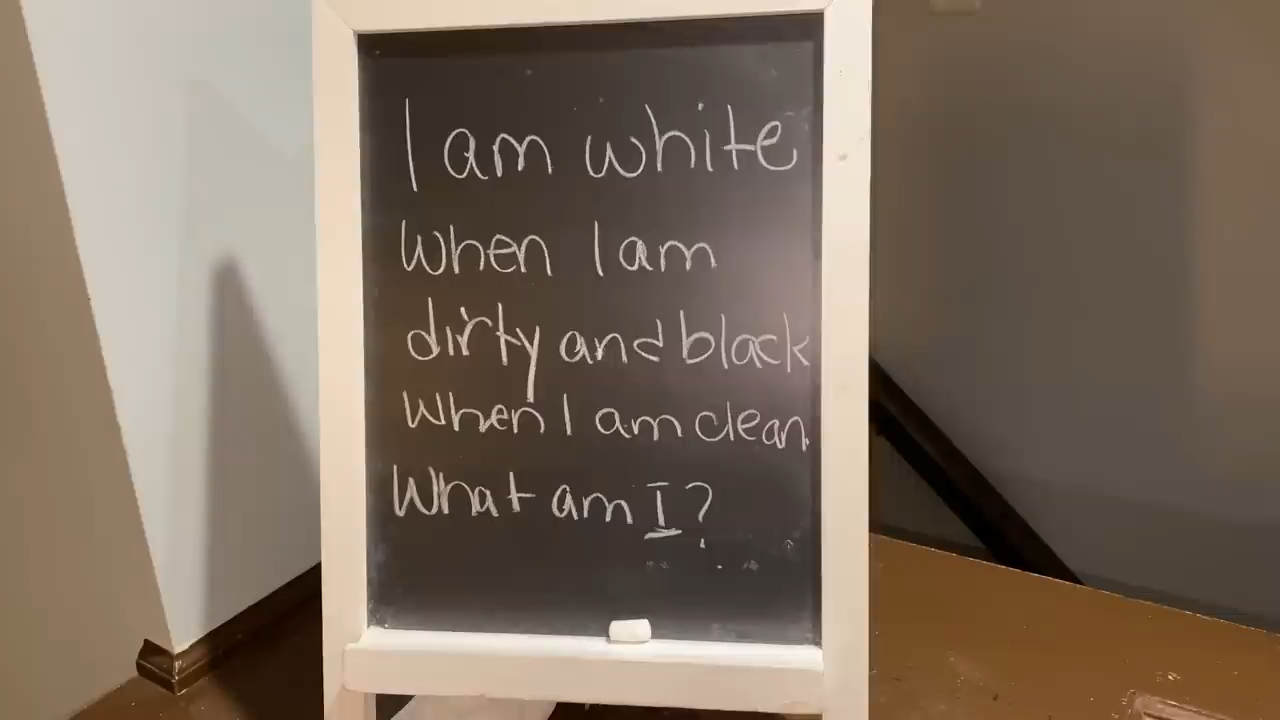 I am white
When I am
dirty and black
When I am clean.
What am I?